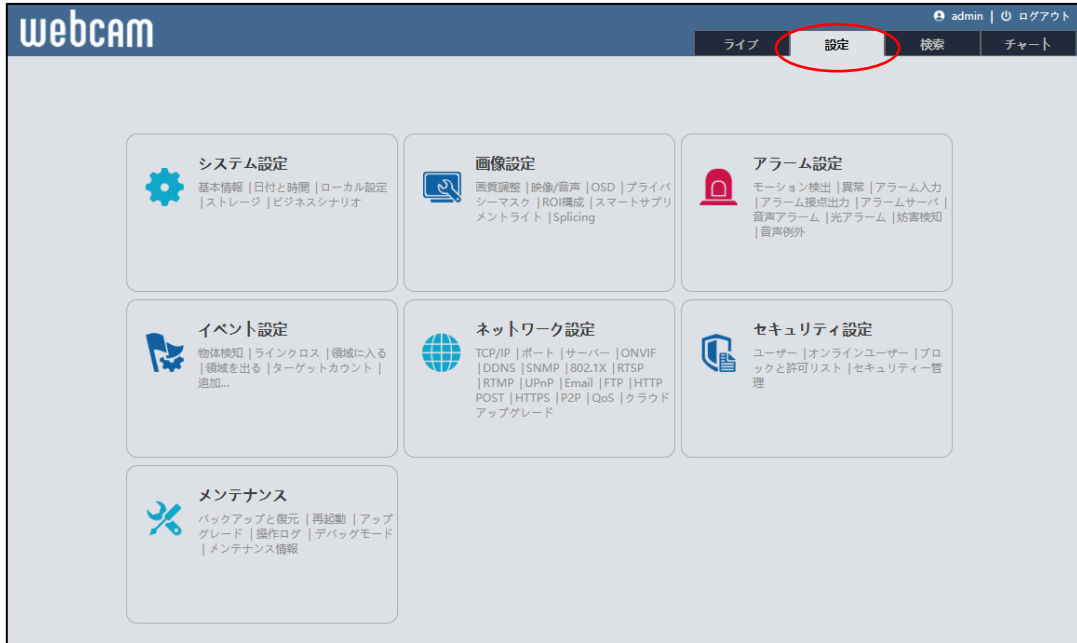 webcam
admin | ログアウト
ライブ 設定 検索 チャート
システム設定
基本情報 |日付と時間 |ローカル設定
|ストレージ |ビジネスシナリオ
画像設定
画質調整 |映像/音声 |OSD |プライバ
シーマスク |ROI構成 |スマートサプリ
メントライト |Splicing
アラーム設定
モーション検出 |異常 |アラーム入力
|アラーム接点出力 |アラームサーバ |
音声アラーム |光アラーム |妨害検知
|音声例外
イベント設定
物体検知 |ラインクロス |領域に入る
|領域を出る |ターゲットカウント |
追加...
ネットワーク設定
TCP/IP |ポート |サーバー |ONVIF
|DDNS |SNMP |802.1X |RTSP
|RTMP |UPnP |Email |FTP |HTTP
POST |HTTPS |P2P |QoS |クラウド
アップグレード
セキュリティ設定
ユーザー |オンラインユーザー |ブロ
ックと許可リスト |セキュリティー管
理
メンテナンス
バックアップと復元 |再起動 |アップ
グレード |操作ログ |デバッグモード
|メンテナンス情報